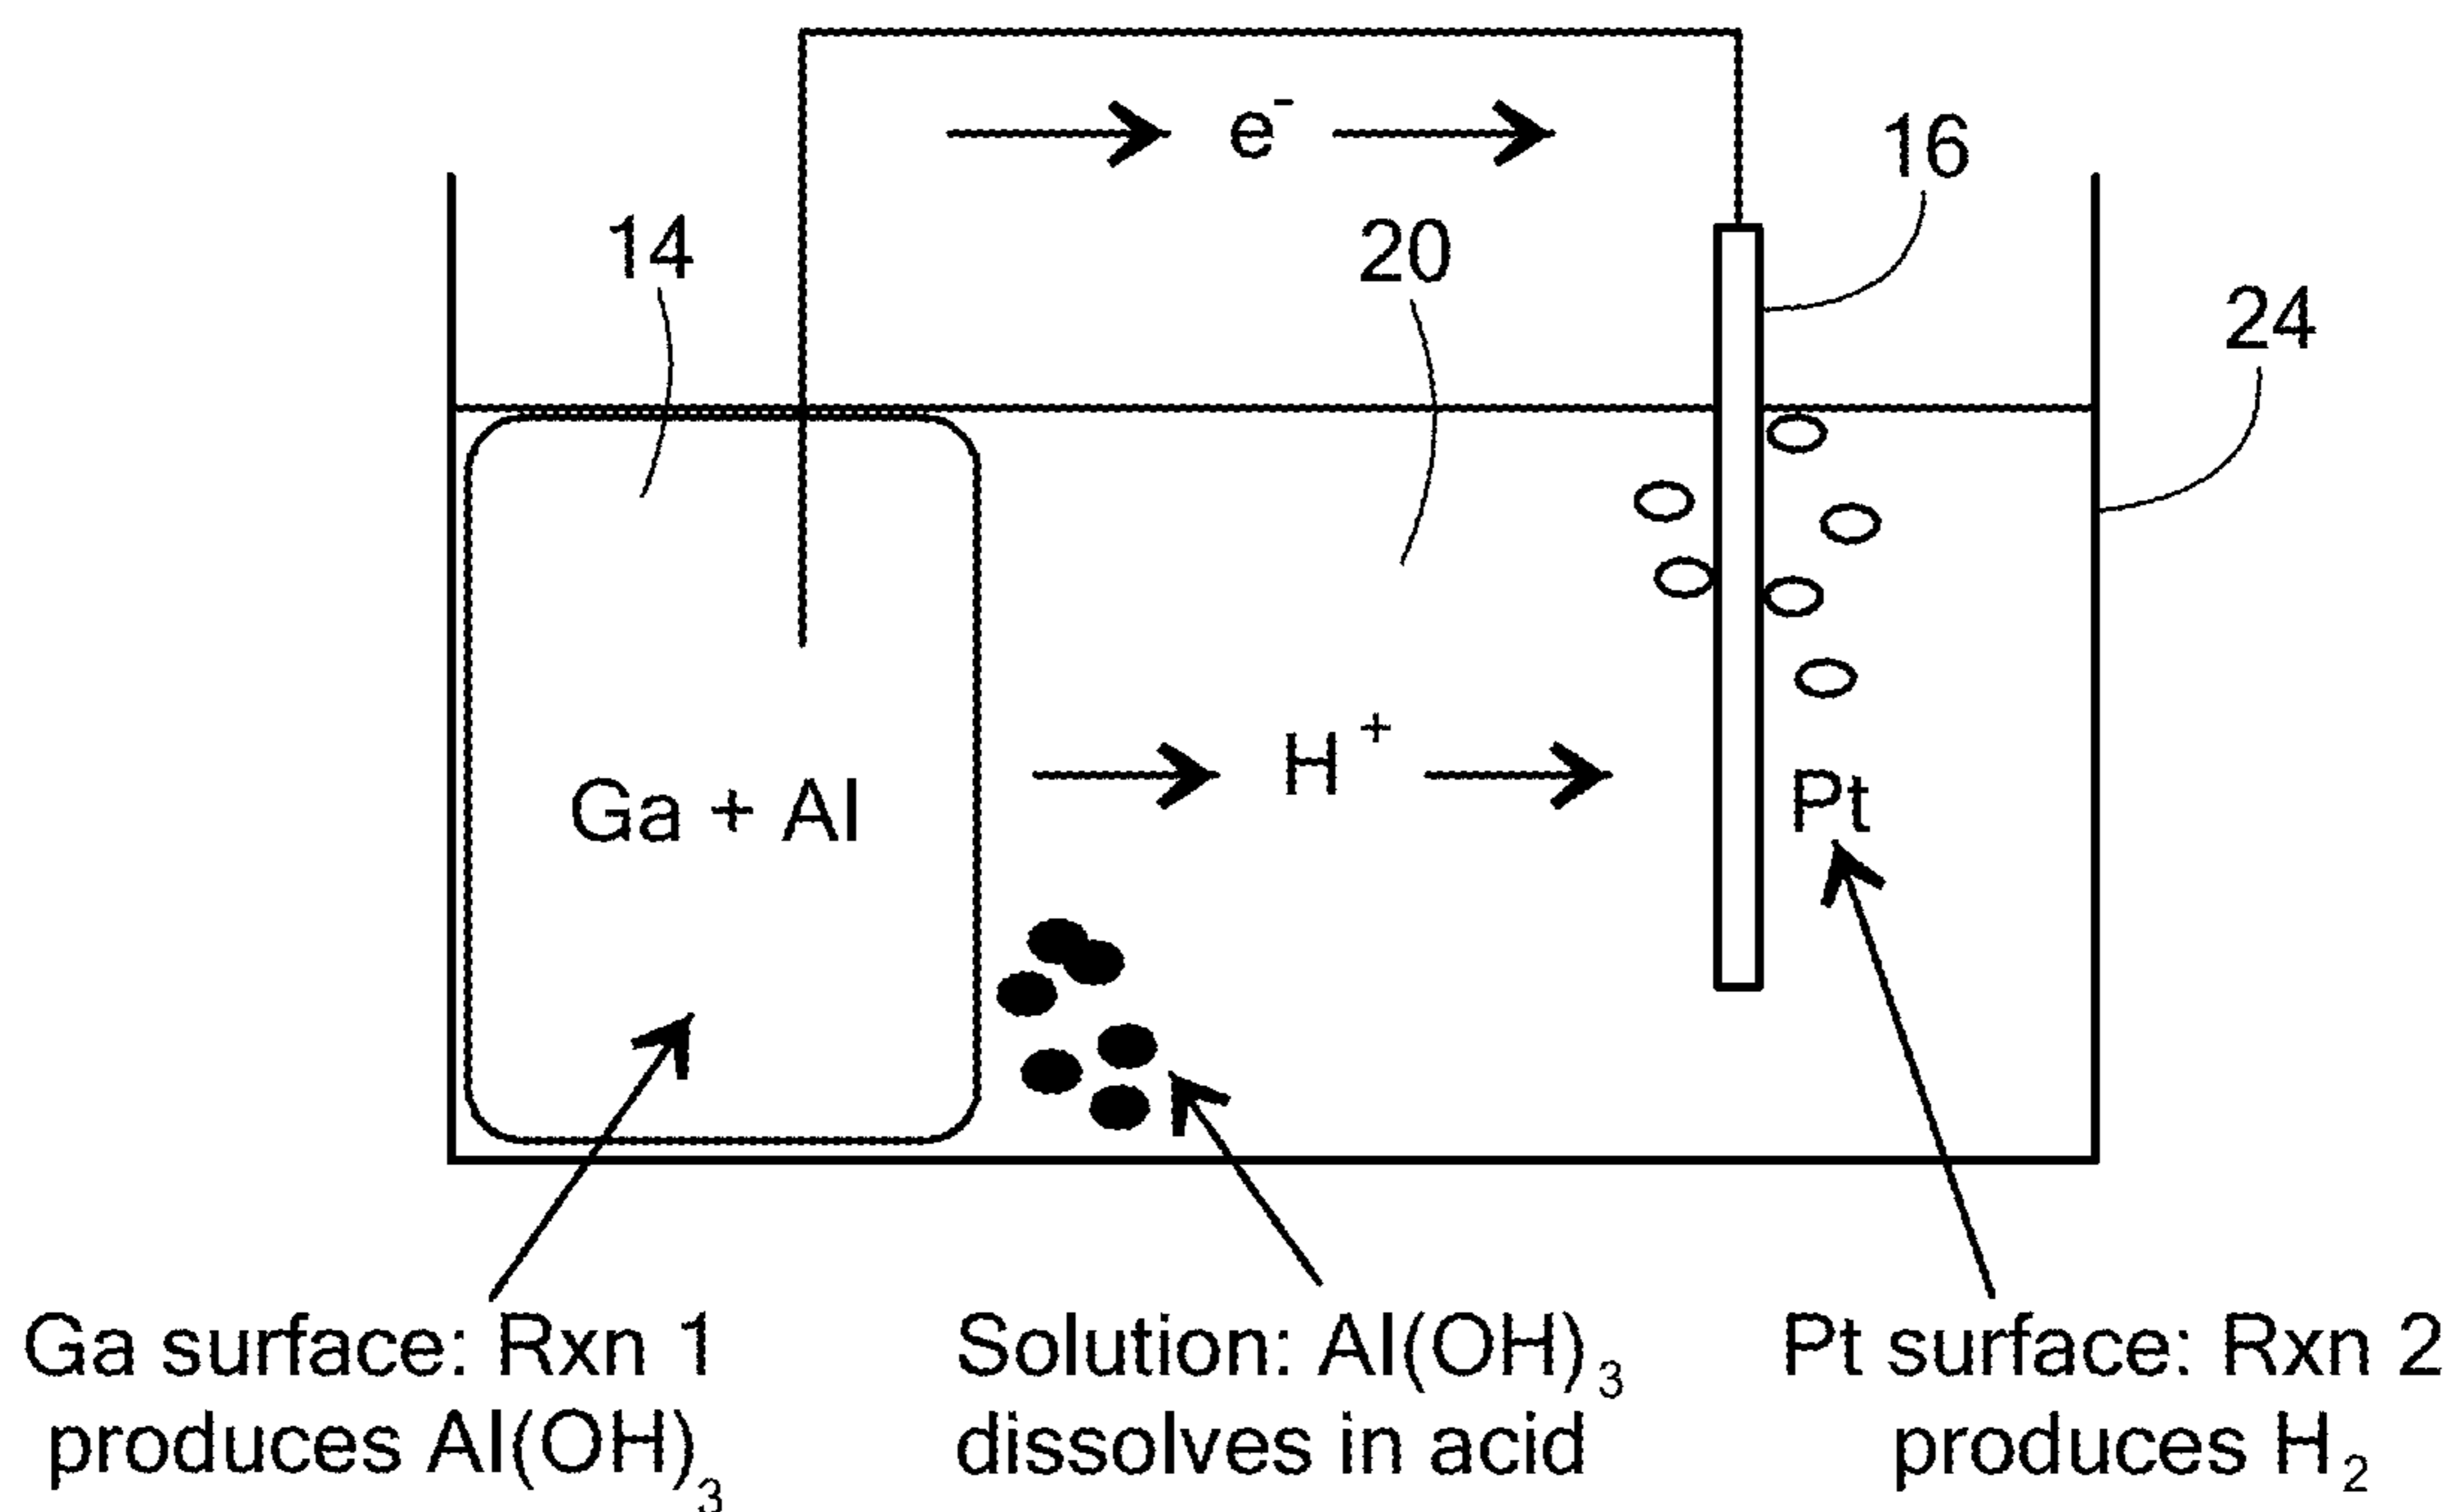 e⁻
16
14
20
24
H⁺
Ga + Al
Pt
Ga surface: Rxn 1
produces Al(OH)₃
Solution: Al(OH)₃
dissolves in acid
Pt surface: Rxn 2
produces H₂